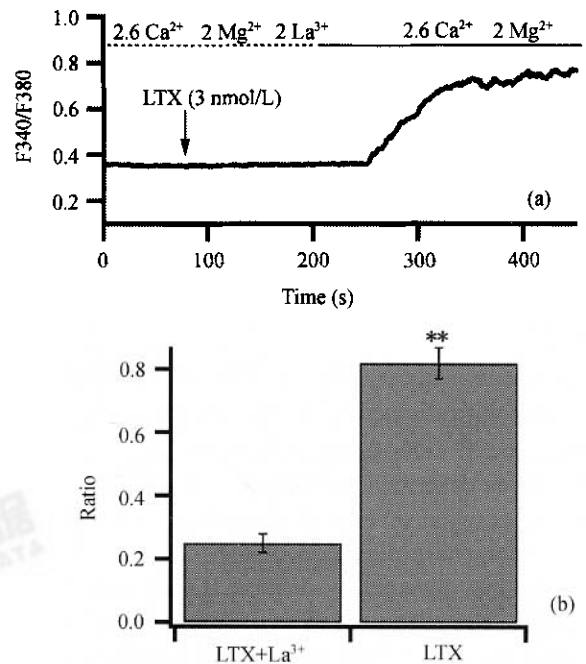 (a)
2.6 Ca²⁺ 2 Mg²⁺ 2 La³⁺ 2.6 Ca²⁺ 2 Mg²⁺
1.0
0.8
0.6
0.4
0.2
F340/F380
LTX (3 nmol/L)
(a)
0 100 200 300 400
Time (s)
**
0.8
0.6
0.4
0.2
0.0
Ratio
(b)
LTX+La³⁺ LTX